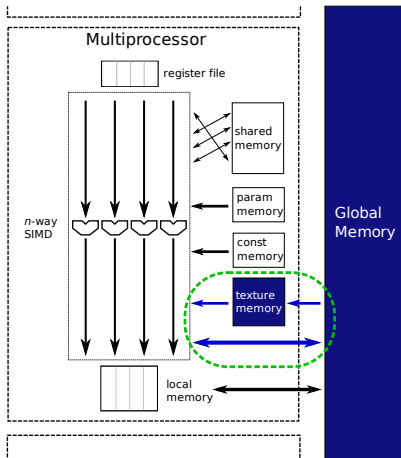 Multiprocessor
register file
shared
memory
param
memory
n-way
SIMD
const
memory
Global
Memory
texture
memory
local
memory